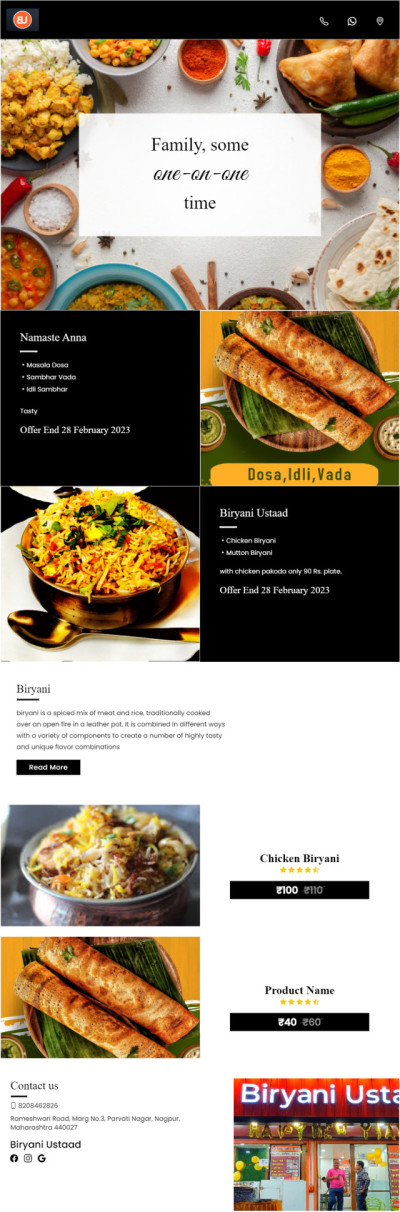 BU
Family, some
one-on-one
time
Namaste Anna
• Masala Dosa
• Sambhar Vada
• Idli Sambhar
Tasty
Offer End 28 February 2023
Dosa,Idli,Vada
Biryani Ustaad
• Chicken Biryani
• Mutton Biryani
with chicken pakoda only 90 Rs. plate.
Offer End 28 February 2023
Biryani
biryani is a spiced mix of meat and rice, traditionally cooked
over an open fire in a leather pot. It is combined in different ways
with a variety of components to create a number of highly tasty
and unique flavor combinations
Read More
Chicken Biryani
₹100 ₹110
Product Name
₹40 ₹60
Contact us
8208462826
Rameshwari Rood, Marg No.3, Parvati Nagar, Nagpur,
Maharashtra 440027
Biryani Ustaad
Biryani Usta